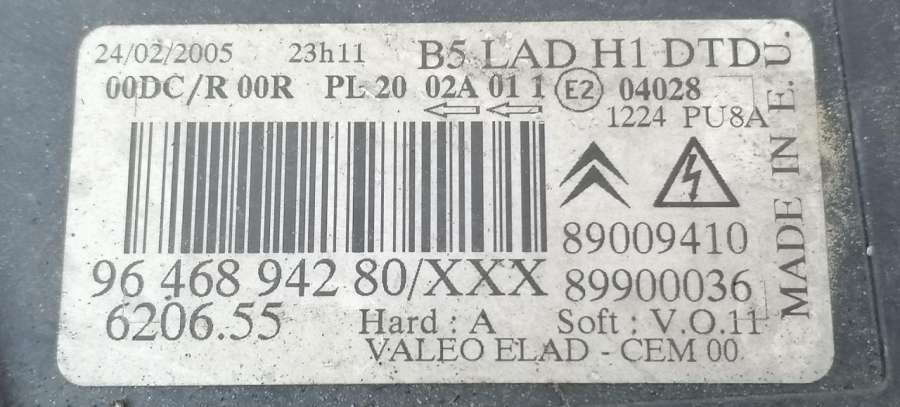 24/02/2005 23h11 B5 LAD H1 DTD
00DC/R 00R PL 20 02A 01 1 E2 04028
1224 PU8A
MADE IN E.U.
89009410
96 468 942 80/XXX 89900036
6206.55 Hard : A Soft : V.O.11
VALEO ELAD - CEM 00